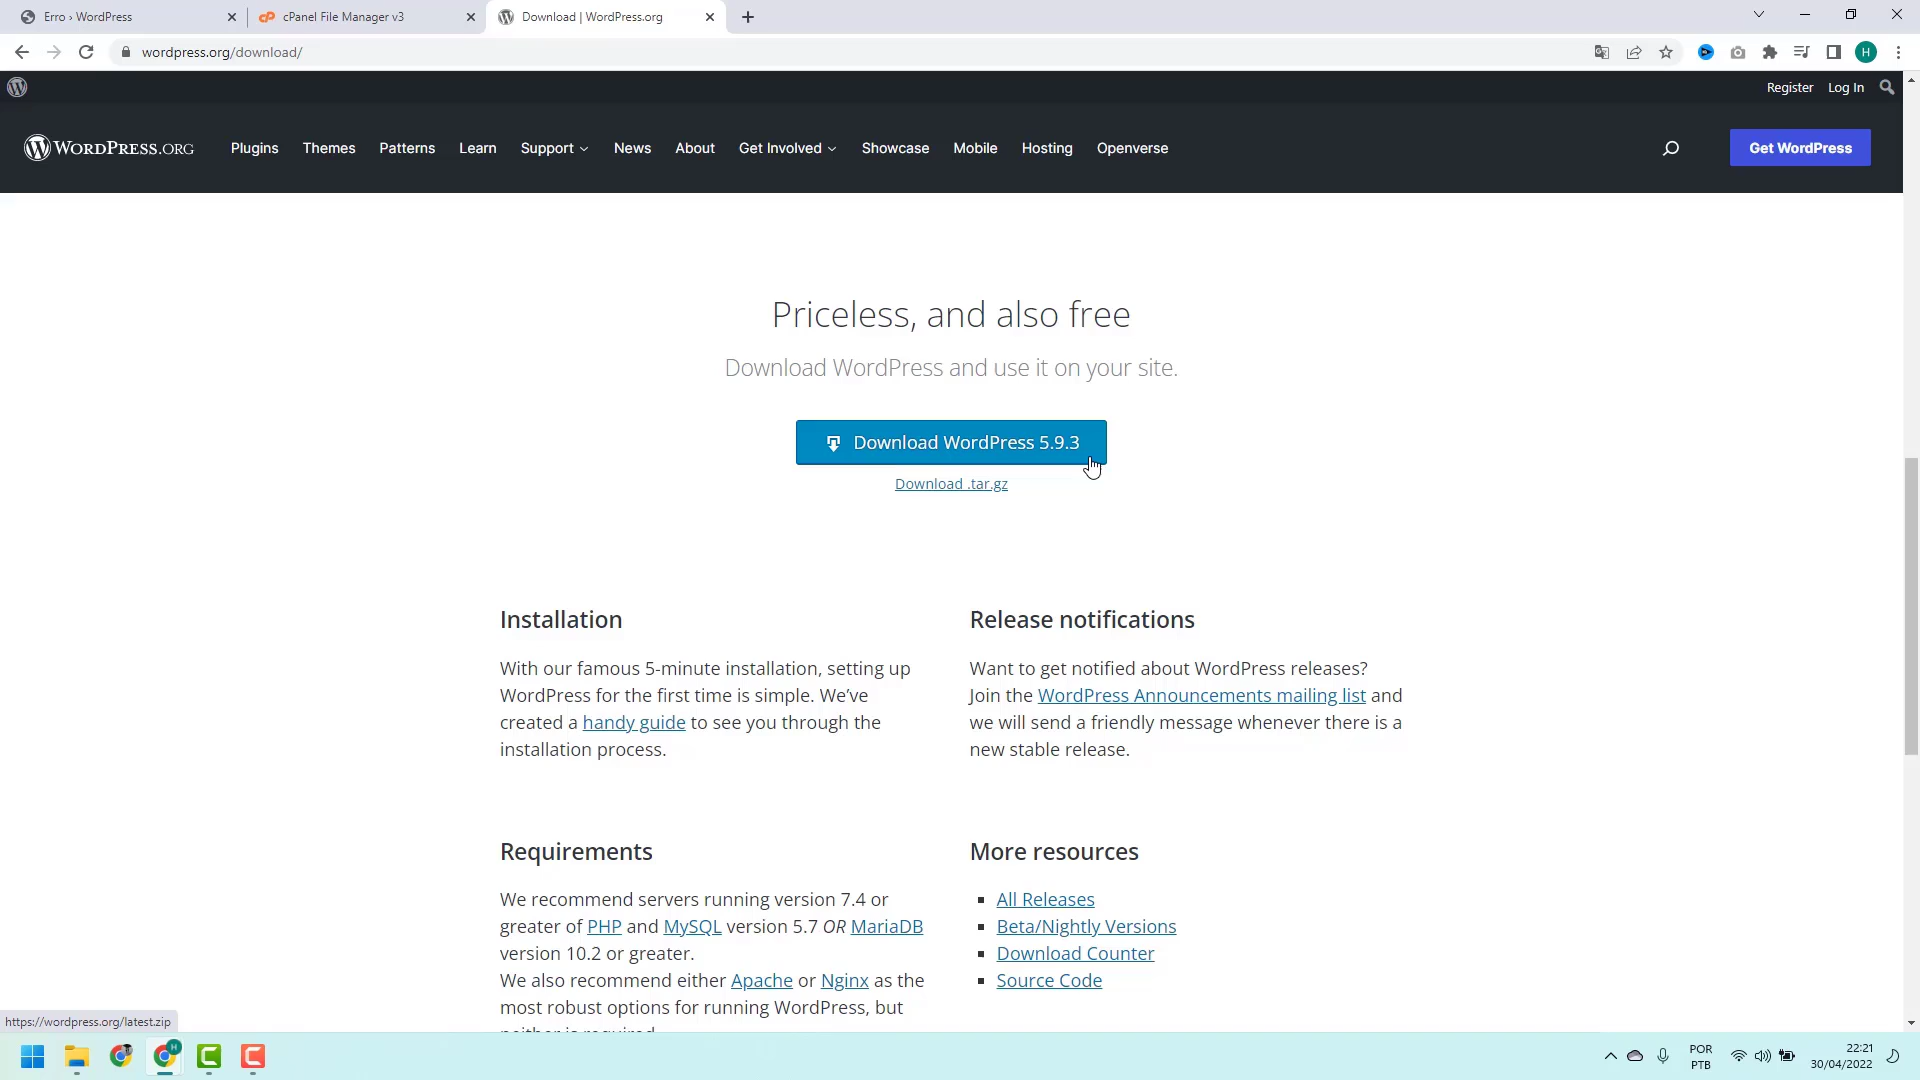 Erro › WordPress
cPanel File Manager v3
Download | WordPress.org
wordpress.org/download/
H
Register Log In
WORDPRESS.ORG
Plugins Themes Patterns Learn Support News About Get Involved Showcase Mobile Hosting Openverse
Get WordPress
Priceless, and also free
Download WordPress and use it on your site.
Download WordPress 5.9.3
Download .tar.gz
Installation
With our famous 5-minute installation, setting up
WordPress for the first time is simple. We’ve
created a handy guide to see you through the
installation process.
Release notifications
Want to get notified about WordPress releases?
Join the WordPress Announcements mailing list and
we will send a friendly message whenever there is a
new stable release.
Requirements
We recommend servers running version 7.4 or
greater of PHP and MySQL version 5.7 OR MariaDB
version 10.2 or greater.
We also recommend either Apache or Nginx as the
most robust options for running WordPress, but
neither is required.
More resources
All Releases
Beta/Nightly Versions
Download Counter
Source Code
https://wordpress.org/latest.zip
H
POR
PTB
22:21
30/04/2022